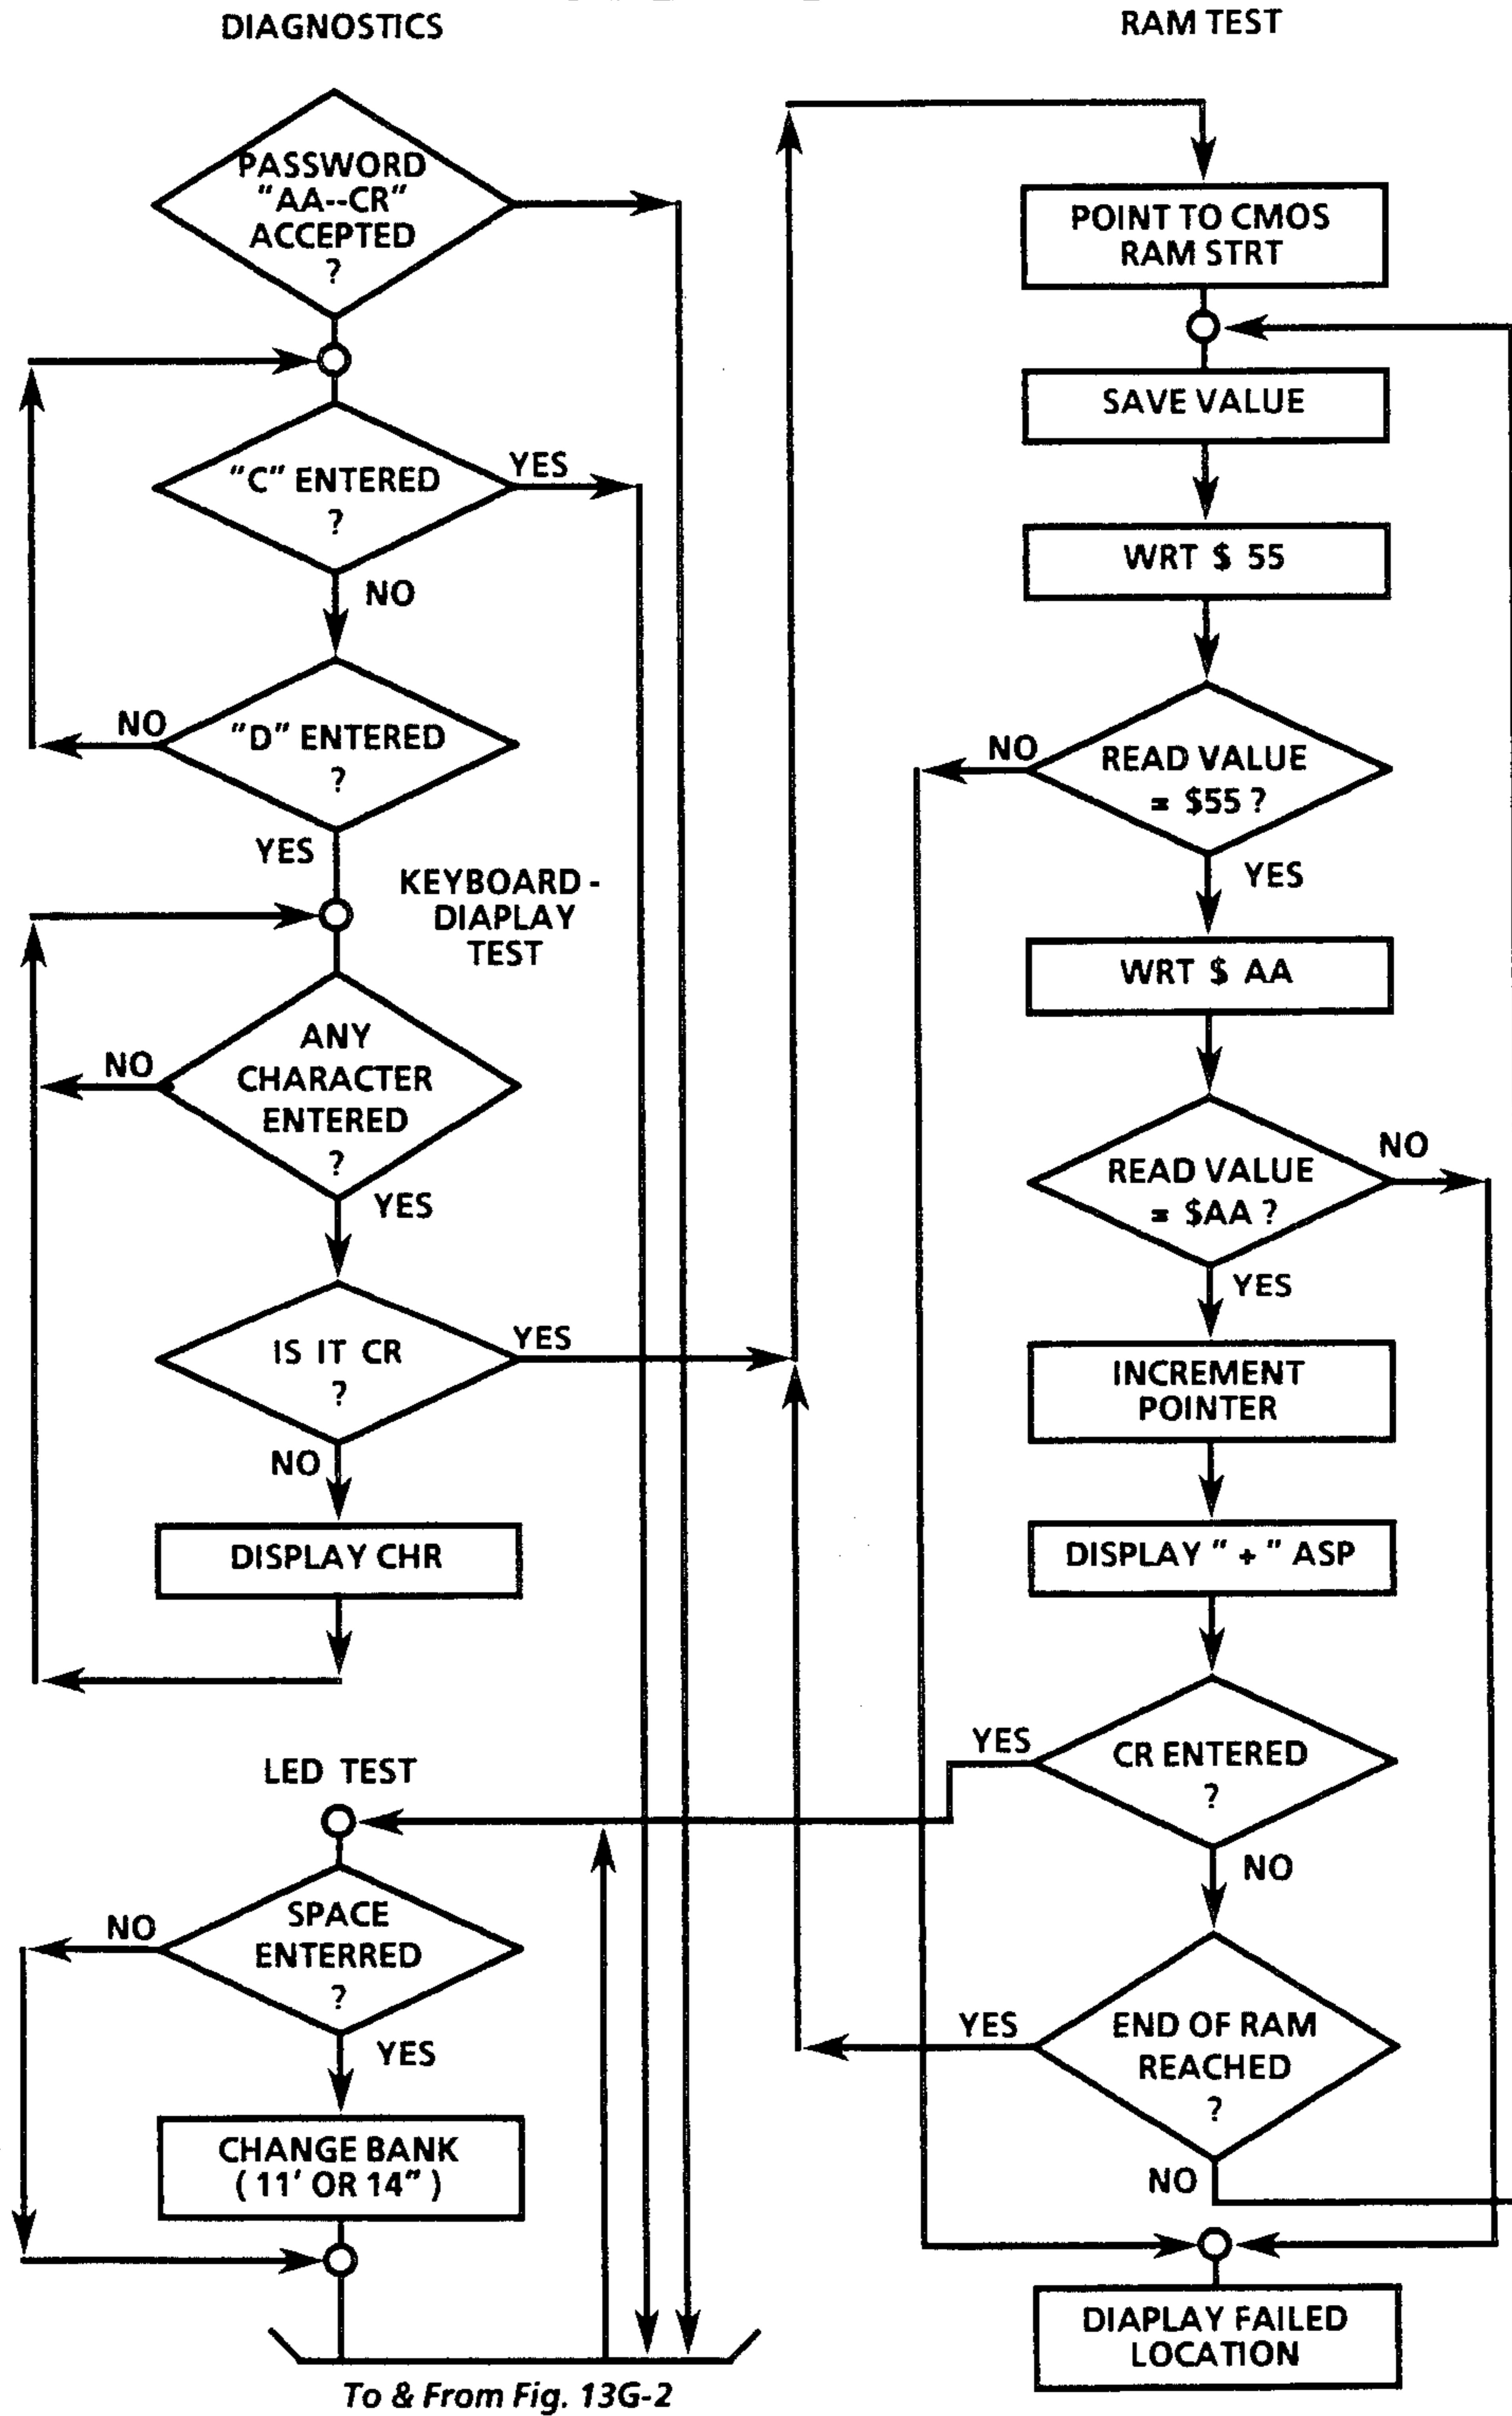 DIAGNOSTICS
PASSWORD
"AA--CR"
ACCEPTED
?
"C" ENTERED
?
YES
NO
"D" ENTERED
?
NO
YES
KEYBOARD -
DIAPLAY
TEST
ANY
CHARACTER
ENTERED
?
NO
YES
IS IT CR
?
YES
NO
DISPLAY CHR
LED TEST
SPACE
ENTERRED
?
NO
YES
CHANGE BANK
( 11' OR 14" )
To & From Fig. 13G-2
RAM TEST
POINT TO CMOS
RAM STRT
SAVE VALUE
WRT $ 55
READ VALUE
= $55 ?
NO
YES
WRT $ AA
READ VALUE
= $AA ?
NO
YES
INCREMENT
POINTER
DISPLAY " + " ASP
CR ENTERED
?
YES
NO
END OF RAM
REACHED
?
YES
NO
DIAPLAY FAILED
LOCATION